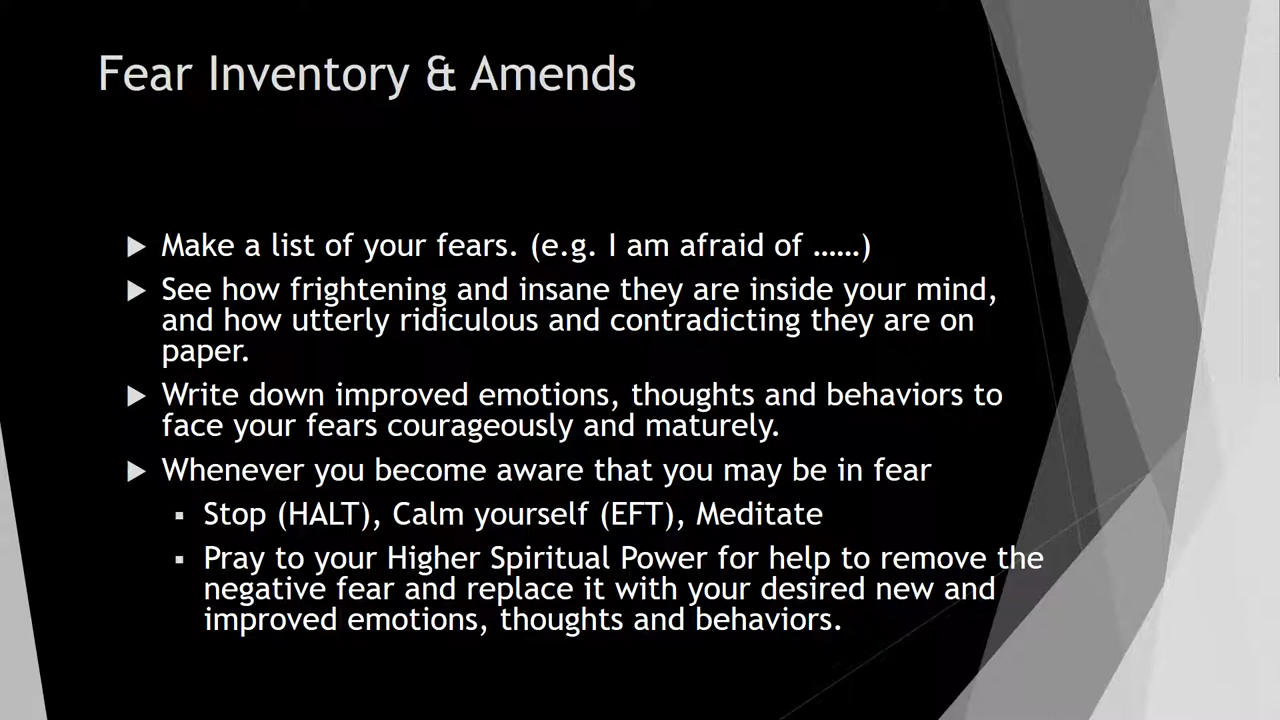 Fear Inventory & Amends
Make a list of your fears. (e.g. I am afraid of ……)
See how frightening and insane they are inside your mind,
and how utterly ridiculous and contradicting they are on
paper.
Write down improved emotions, thoughts and behaviors to
face your fears courageously and maturely.
Whenever you become aware that you may be in fear
Stop (HALT), Calm yourself (EFT), Meditate
Pray to your Higher Spiritual Power for help to remove the
negative fear and replace it with your desired new and
improved emotions, thoughts and behaviors.